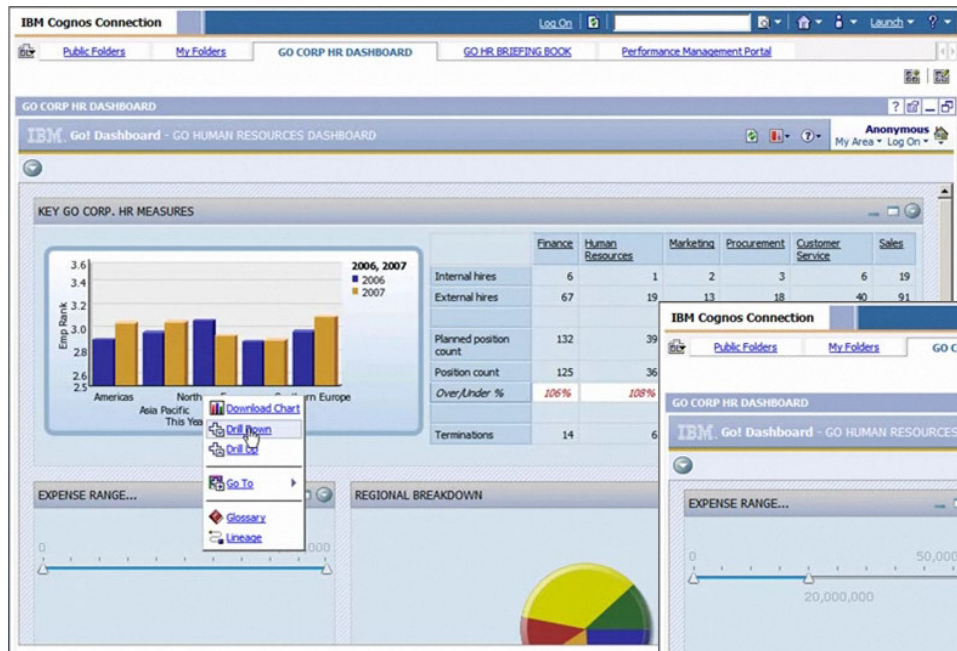 IBM Cognos Connection
Log On
Launch
?
Public Folders
My Folders
GO CORP HR DASHBOARD
GO HR BRIEFING BOOK
Performance Management Portal
GO CORP HR DASHBOARD
?
IBM. Go! Dashboard - GO HUMAN RESOURCES DASHBOARD
?
Anonymous
My Area Log On
KEY GO CORP. HR MEASURES
3.6
3.4
3.2
3.0
2.8
2.6
2.5
Emp Rank
2006, 2007
2006
2007
Americas
North
Southern Europe
Asia Pacific
This Yea
Finance Human Resources Marketing Procurement Customer Service Sales
Internal hires 6 1 2 3 6 19
External hires 67 19 13 18 40 91
Planned position count 132 39
Position count 125 36
Over/Under % 106% 108%
Terminations 14 6
Download Chart
Drill Down
Drill Up
Go To
Glossary
Lineage
EXPENSE RANGE...
0
000
REGIONAL BREAKDOWN
IBM Cognos Connection
Public Folders
My Folders
GO C
GO CORP HR DASHBOARD
IBM. Go! Dashboard - GO HUMAN RESOURCES
EXPENSE RANGE...
0
50,000
20,000,000